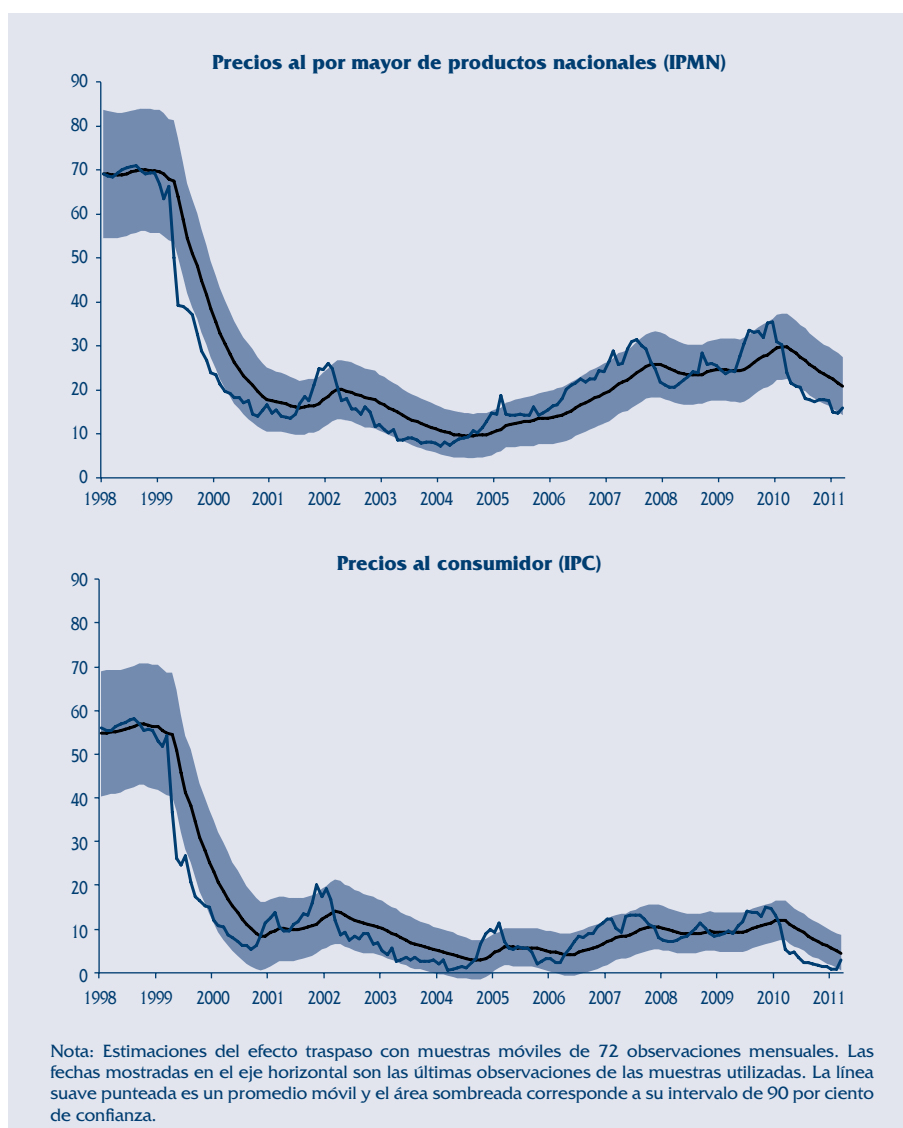 Precios al por mayor de productos nacionales (IPMN)
90
80
70
60
50
40
30
20
10
0
1998 1999 2000 2001 2002 2003 2004 2005 2006 2007 2008 2009 2010 2011
Precios al consumidor (IPC)
90
80
70
60
50
40
30
20
10
0
1998 1999 2000 2001 2002 2003 2004 2005 2006 2007 2008 2009 2010 2011
Nota: Estimaciones del efecto traspaso con muestras móviles de 72 observaciones mensuales. Las
fechas mostradas en el eje horizontal son las últimas observaciones de las muestras utilizadas. La línea
suave punteada es un promedio móvil y el área sombreada corresponde a su intervalo de 90 por ciento
de confianza.